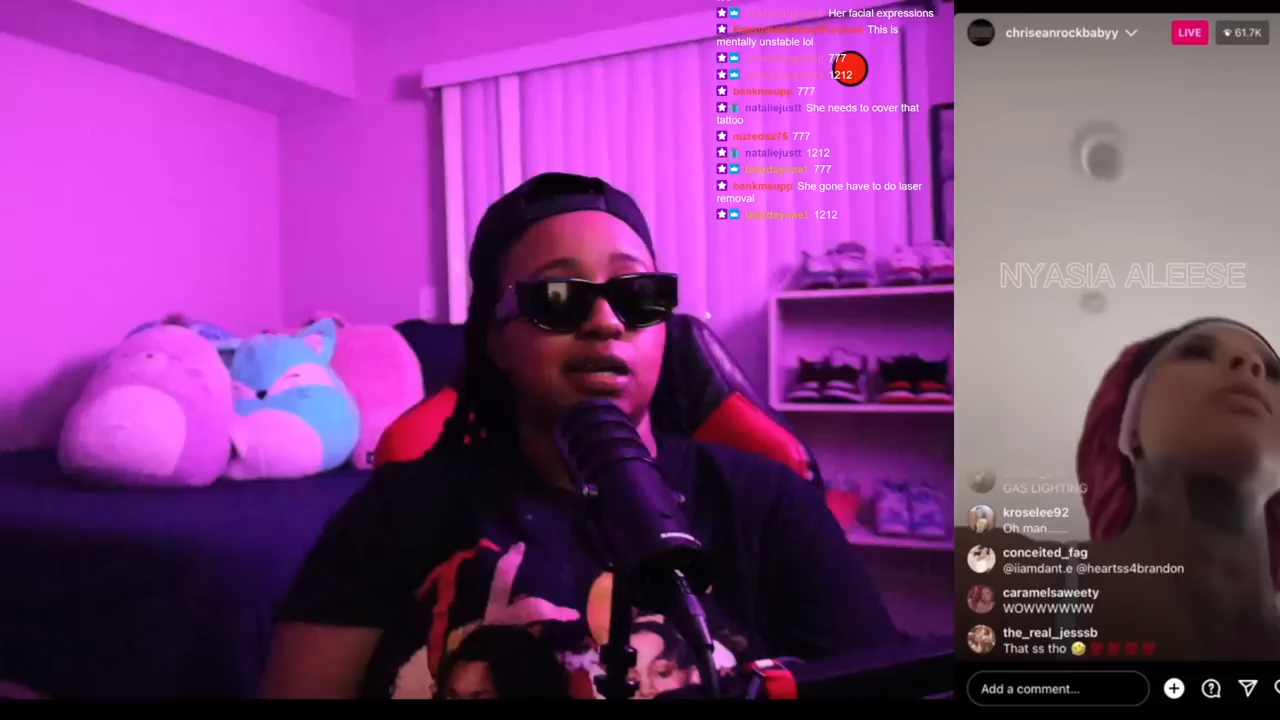 Her facial expressions
This is
mentally unstable lol
777
1212
bankmeupp 777
nataliejustt She needs to cover that
tattoo
mzredzz75 777
nataliejustt 1212
777
bankmeupp She gone have to do laser
removal
1212
chriseanrockbabyy
LIVE
61.7K
NYASIA ALEESE
GAS LIGHTING
kroselee92
Oh man......
conceited_fag
@iiamdant.e @heartss4brandon
caramelsaweety
WOWWWWWW
the_real_jesssb
That ss tho 🤣
Add a comment...